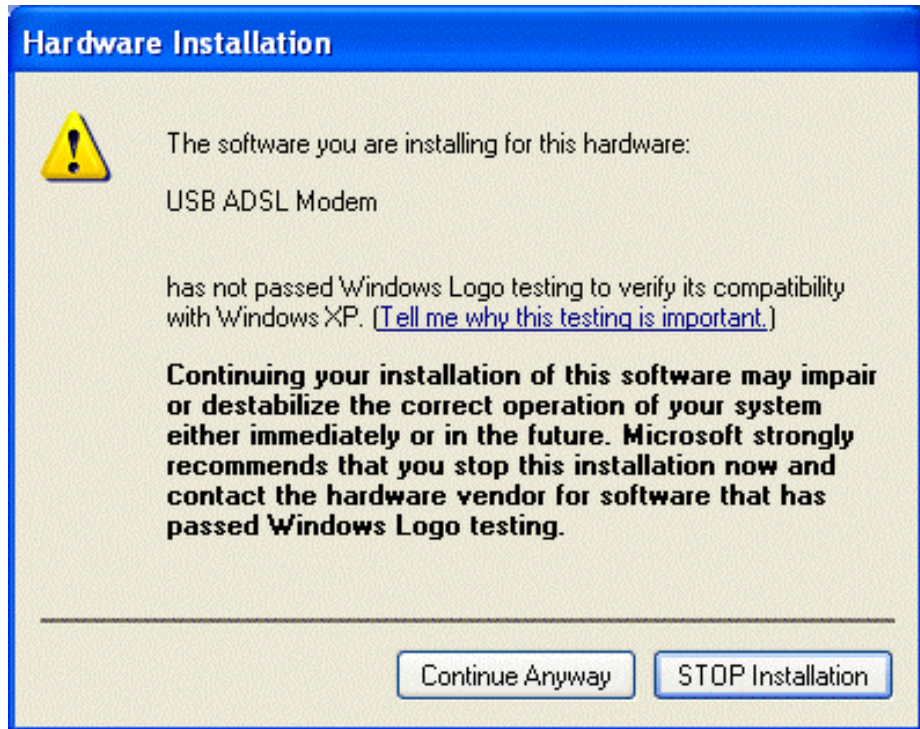 Hardware Installation
The software you are installing for this hardware:
USB ADSL Modem
has not passed Windows Logo testing to verify its compatibility
with Windows XP. (Tell me why this testing is important.)
Continuing your installation of this software may impair
or destabilize the correct operation of your system
either immediately or in the future. Microsoft strongly
recommends that you stop this installation now and
contact the hardware vendor for software that has
passed Windows Logo testing.
Continue Anyway
STOP Installation